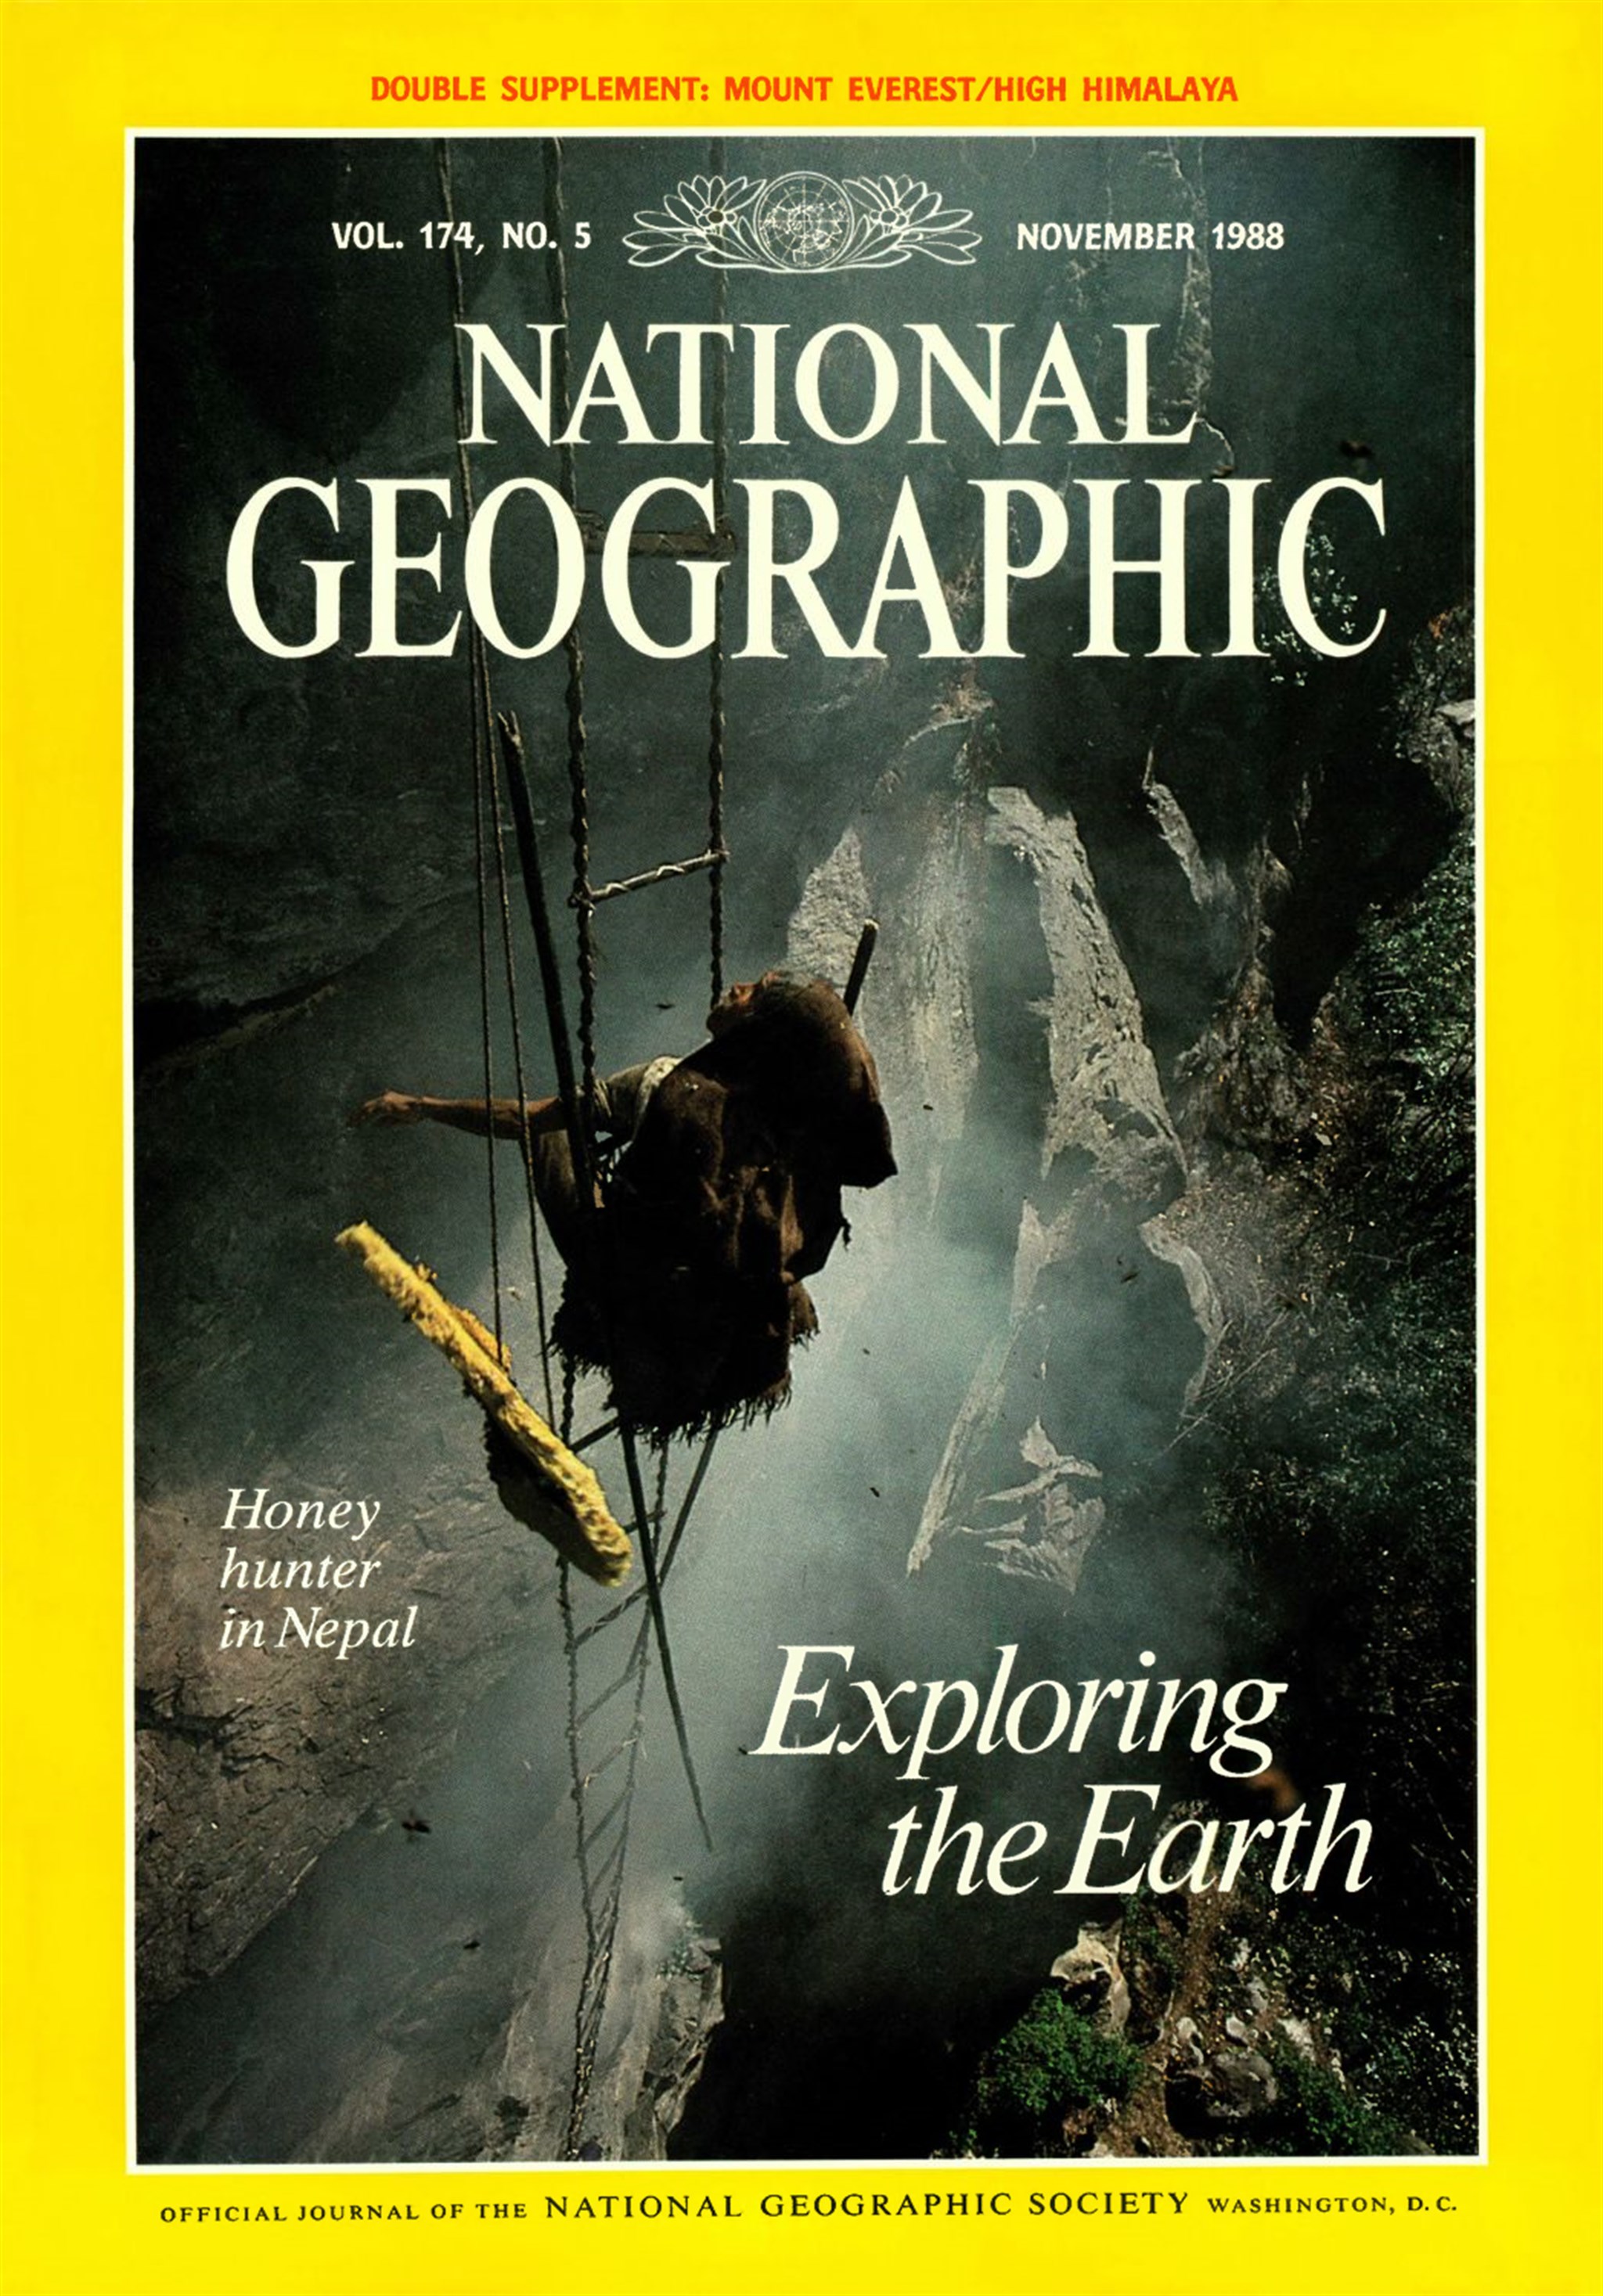 DOUBLE SUPPLEMENT: MOUNT EVEREST/HIGH HIMALAYA
VOL. 174, NO. 5 NOVEMBER 1988
NATIONAL
GEOGRAPHIC
Honey
hunter
in Nepal
Exploring
the Earth
OFFICIAL JOURNAL OF THE NATIONAL GEOGRAPHIC SOCIETY WASHINGTON, D.C.